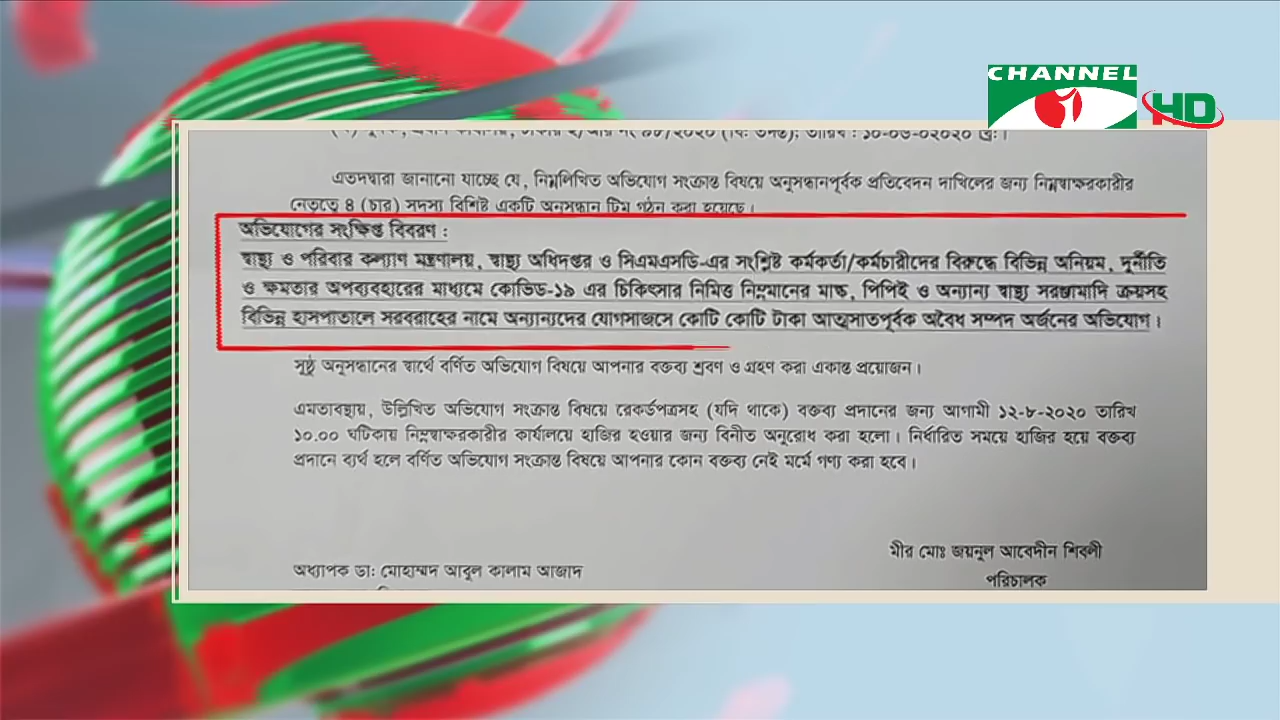 CHANNEL i HD
এতদ্বারা জানানো যাচ্ছে যে, নিম্নলিখিত অভিযোগ সংক্রান্ত বিষয়ে অনুসন্ধানপূর্বক প্রতিবেদন দাখিলের জন্য নিম্নস্বাক্ষরকারীর
নেতৃত্বে ৪ (চার) সদস্য বিশিষ্ট একটি অনুসন্ধান টিম গঠন করা হয়েছে।
অভিযোগের সংক্ষিপ্ত বিবরণ :
স্বাস্থ্য ও পরিবার কল্যাণ মন্ত্রণালয়, স্বাস্থ্য অধিদপ্তর ও সিএমএসডি-এর সংশ্লিষ্ট কর্মকর্তা/কর্মচারীদের বিরুদ্ধে বিভিন্ন অনিয়ম, দুর্নীতি
ও ক্ষমতার অপব্যবহারের মাধ্যমে কোভিড-১৯ এর চিকিৎসার নিমিত্ত নিম্নমানের মাস্ক, পিপিই ও অন্যান্য স্বাস্থ্য সরঞ্জামাদি ক্রয়সহ
বিভিন্ন হাসপাতালে সরবরাহের নামে অন্যান্যদের যোগসাজসে কোটি কোটি টাকা আত্মসাতপূর্বক অবৈধ সম্পদ অর্জনের অভিযোগ।
সুষ্ঠু অনুসন্ধানের স্বার্থে বর্ণিত অভিযোগ বিষয়ে আপনার বক্তব্য শ্রবণ ও গ্রহণ করা একান্ত প্রয়োজন।
এমতাবস্থায়, উল্লিখিত অভিযোগ সংক্রান্ত বিষয়ে রেকর্ডপত্রসহ (যদি থাকে) বক্তব্য প্রদানের জন্য আগামী ১২-৮-২০২০ তারিখ
১০.০০ ঘটিকায় নিম্নস্বাক্ষরকারীর কার্যালয়ে হাজির হওয়ার জন্য বিনীত অনুরোধ করা হলো। নির্ধারিত সময়ে হাজির হয়ে বক্তব্য
প্রদানে ব্যর্থ হলে বর্ণিত অভিযোগ সংক্রান্ত বিষয়ে আপনার কোন বক্তব্য নেই মর্মে গণ্য করা হবে।
মীর মোঃ জয়নুল আবেদীন শিবলী
পরিচালক
অধ্যাপক ডা: মোহাম্মদ আবুল কালাম আজাদ